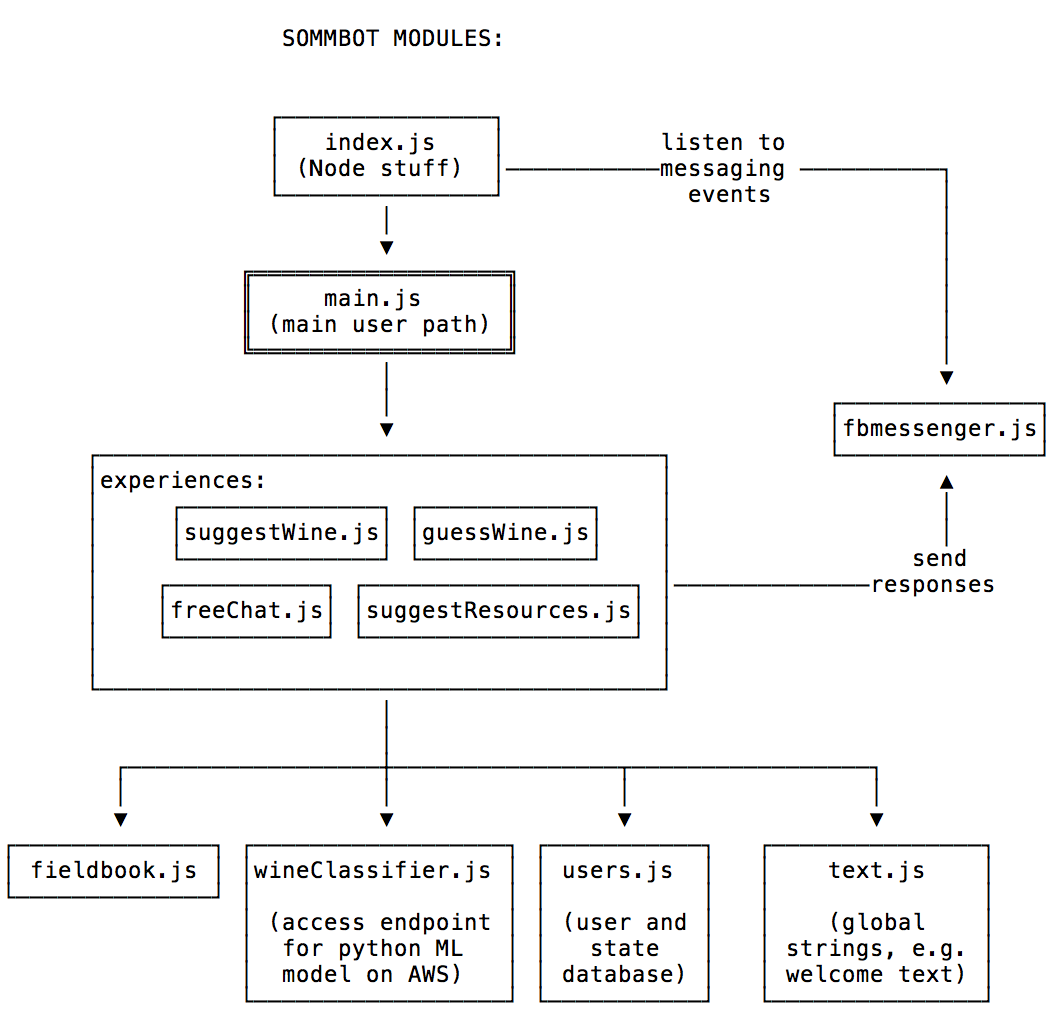 SOMMBOT MODULES:
index.js
(Node stuff)
listen to
messaging
events
main.js
(main user path)
fbmessenger.js
experiences:
suggestWine.js
guessWine.js
freeChat.js
suggestResources.js
send
responses
fieldbook.js
wineClassifier.js
(access endpoint
for python ML
model on AWS)
users.js
(user and
state
database)
text.js
(global
strings, e.g.
welcome text)